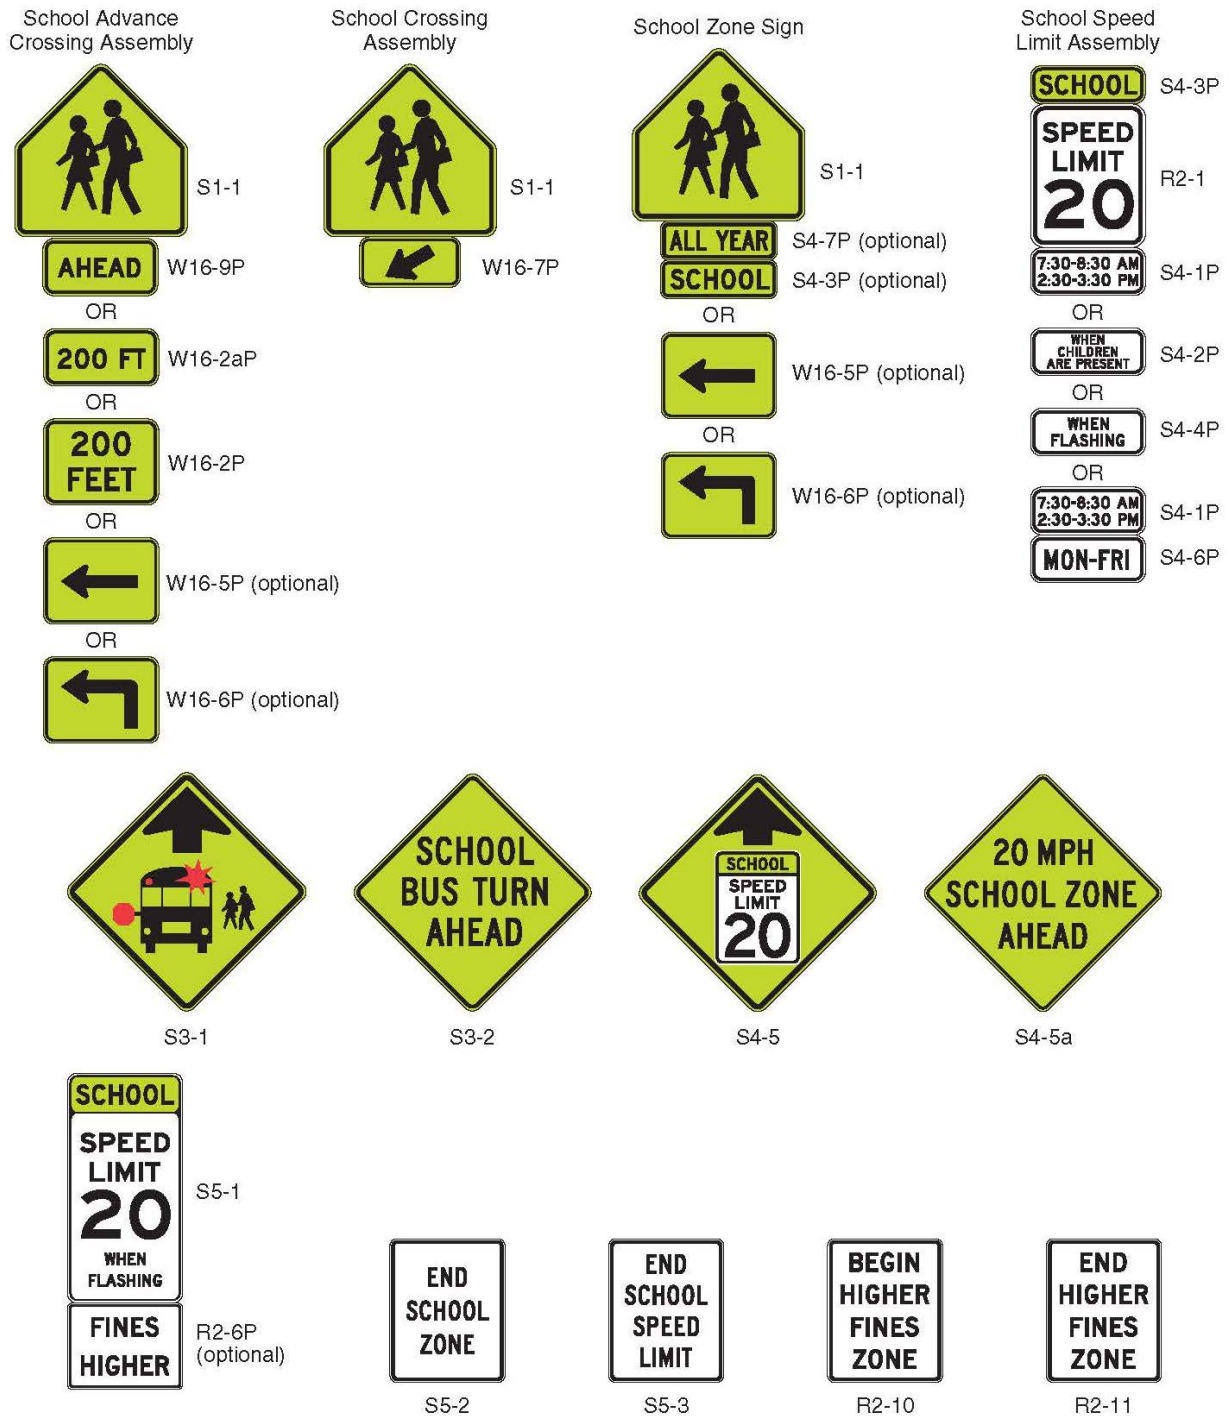 School Advance
Crossing Assembly
S1-1
AHEAD
W16-9P
OR
200 FT
W16-2aP
OR
200
FEET
W16-2P
OR
W16-5P (optional)
OR
W16-6P (optional)
School Crossing
Assembly
S1-1
W16-7P
School Zone Sign
S1-1
ALL YEAR
S4-7P (optional)
SCHOOL
S4-3P (optional)
OR
W16-5P (optional)
OR
W16-6P (optional)
School Speed
Limit Assembly
SCHOOL
S4-3P
SPEED
LIMIT
20
R2-1
7:30-8:30 AM
2:30-3:30 PM
S4-1P
OR
WHEN
CHILDREN
ARE PRESENT
S4-2P
OR
WHEN
FLASHING
S4-4P
OR
7:30-8:30 AM
2:30-3:30 PM
S4-1P
MON-FRI
S4-6P
S3-1
SCHOOL
BUS TURN
AHEAD
S3-2
SCHOOL
SPEED
LIMIT
20
S4-5
20 MPH
SCHOOL ZONE
AHEAD
S4-5a
SCHOOL
SPEED
LIMIT
20
WHEN
FLASHING
S5-1
FINES
HIGHER
R2-6P
(optional)
END
SCHOOL
ZONE
S5-2
END
SCHOOL
SPEED
LIMIT
S5-3
BEGIN
HIGHER
FINES
ZONE
R2-10
END
HIGHER
FINES
ZONE
R2-11